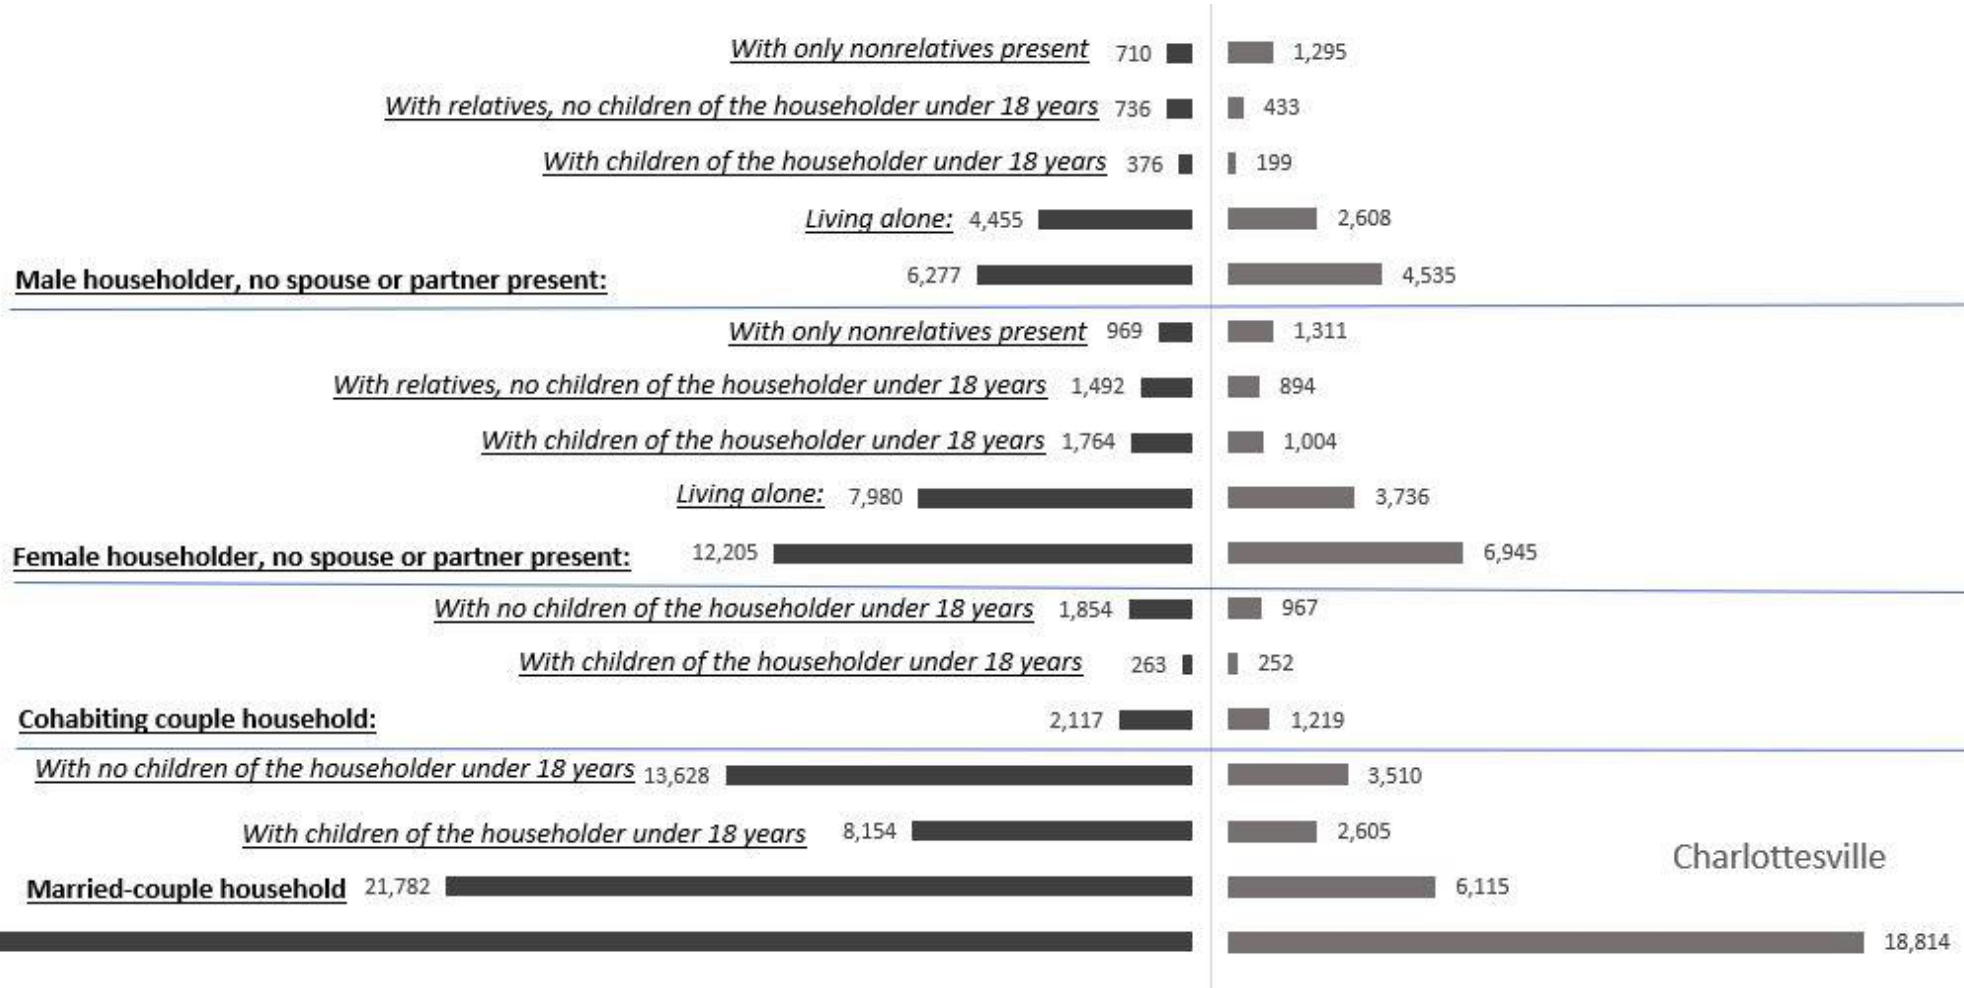 With only nonrelatives present 710 1,295
With relatives, no children of the householder under 18 years 736 433
With children of the householder under 18 years 376 199
Living alone: 4,455 2,608
Male householder, no spouse or partner present: 6,277 4,535
With only nonrelatives present 969 1,311
With relatives, no children of the householder under 18 years 1,492 894
With children of the householder under 18 years 1,764 1,004
Living alone: 7,980 3,736
Female householder, no spouse or partner present: 12,205 6,945
With no children of the householder under 18 years 1,854 967
With children of the householder under 18 years 263 252
Cohabiting couple household: 2,117 1,219
With no children of the householder under 18 years 13,628 3,510
With children of the householder under 18 years 8,154 2,605
Charlottesville
Married-couple household 21,782 6,115
18,814